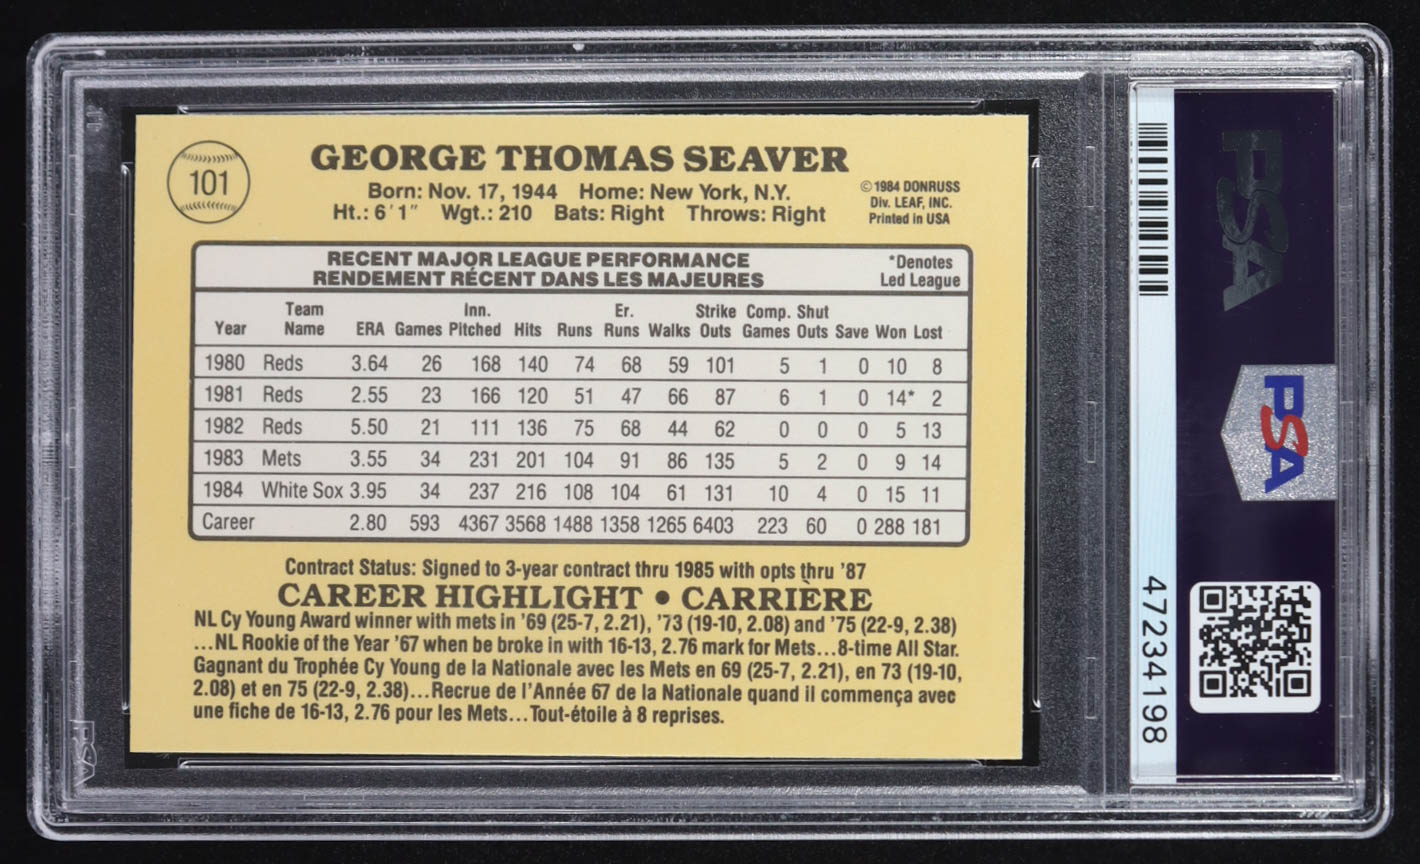 101
GEORGE THOMAS SEAVER
Born: Nov. 17, 1944 Home: New York, N.Y.
Ht.: 6'1" Wgt.: 210 Bats: Right Throws: Right
©1984 DONRUSS
Div. LEAF, INC.
Printed in USA
RECENT MAJOR LEAGUE PERFORMANCE
RENDEMENT RÉCENT DANS LES MAJEURES
*Denotes
Led League
Year Team Name ERA Games Inn. Pitched Hits Runs Er. Runs Walks Strike Outs Comp. Games Shut Outs Save Won Lost
1980 Reds 3.64 26 168 140 74 68 59 101 5 1 0 10 8
1981 Reds 2.55 23 166 120 51 47 66 87 6 1 0 14* 2
1982 Reds 5.50 21 111 136 75 68 44 62 0 0 0 5 13
1983 Mets 3.55 34 231 201 104 91 86 135 5 2 0 9 14
1984 White Sox 3.95 34 237 216 108 104 61 131 10 4 0 15 11
Career 2.80 593 4367 3568 1488 1358 1265 6403 223 60 0 288 181
Contract Status: Signed to 3-year contract thru 1985 with opts thru '87
CAREER HIGHLIGHT • CARRIÈRE
NL Cy Young Award winner with mets in '69 (25-7, 2.21), '73 (19-10, 2.08) and '75 (22-9, 2.38)
...NL Rookie of the Year '67 when be broke in with 16-13, 2.76 mark for Mets...8-time All Star.
Gagnant du Trophée Cy Young de la Nationale avec les Mets en 69 (25-7, 2.21), en 73 (19-10,
2.08) et en 75 (22-9, 2.38)...Recrue de l'Année 67 de la Nationale quand il commença avec
une fiche de 16-13, 2.76 pour les Mets...Tout-étoile à 8 reprises.
PSA
PSA
PSA
47234198